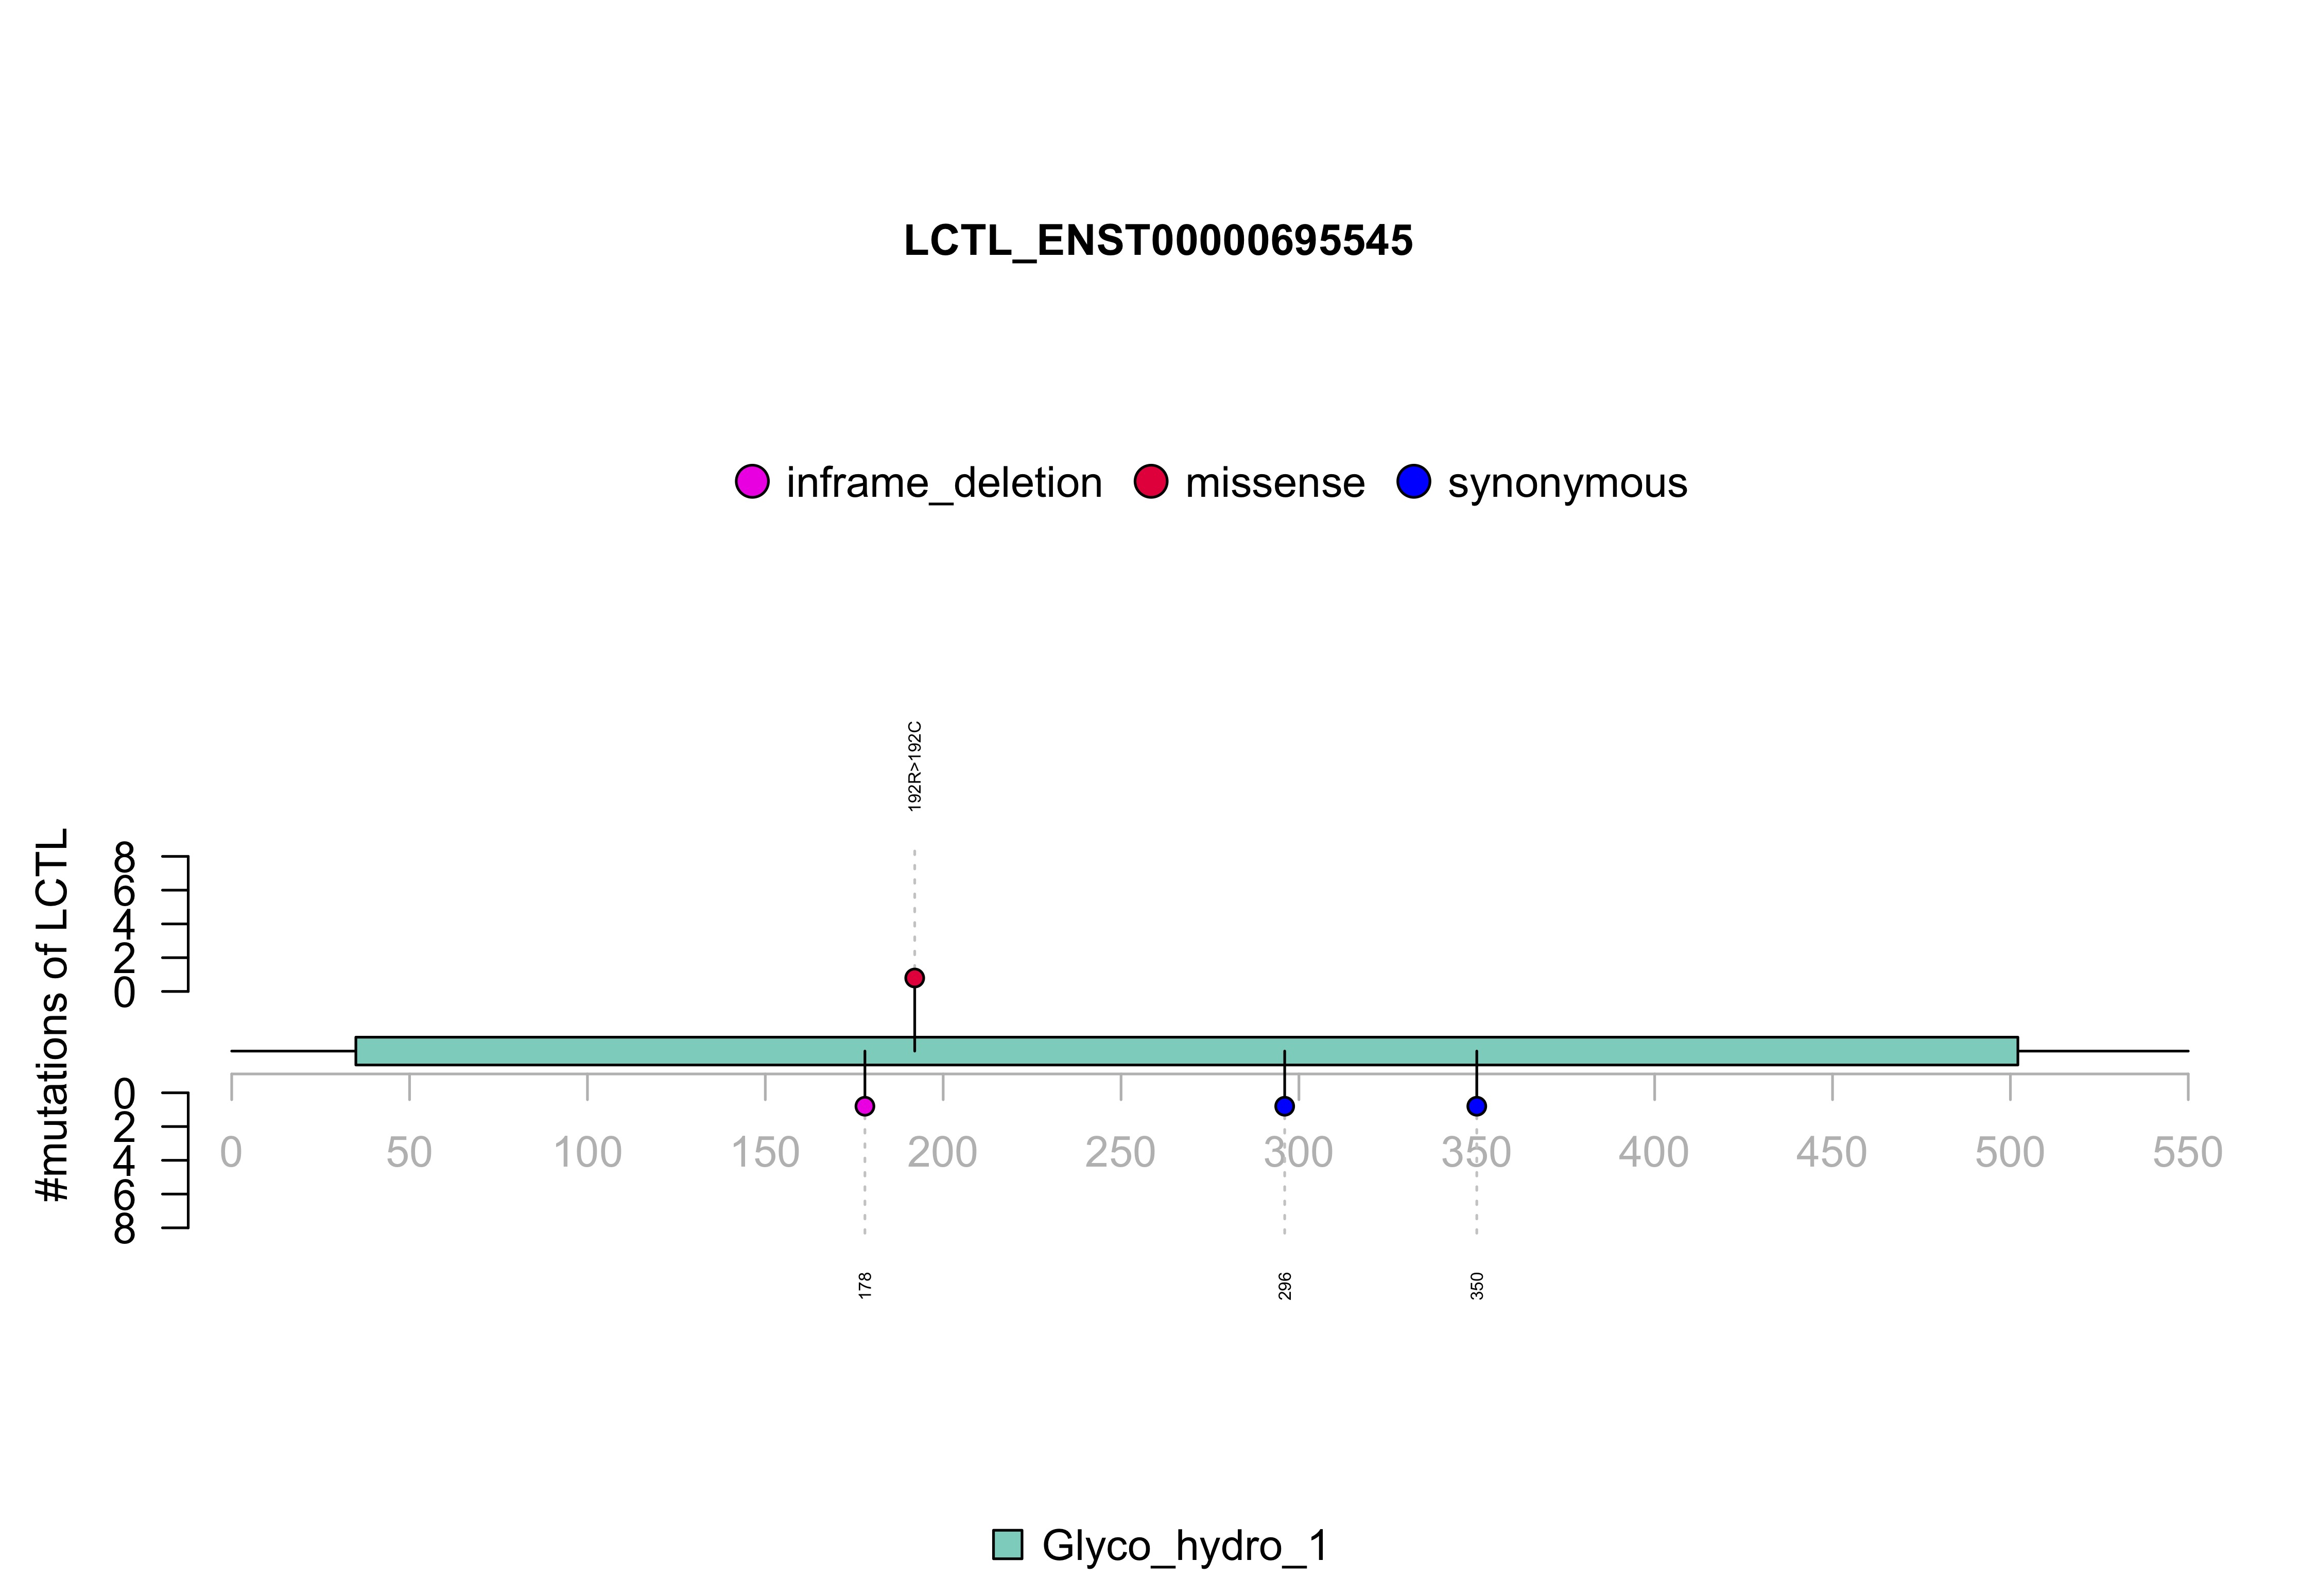 LCTL_ENST00000695545
inframe_deletion missense synonymous
192R>192C
#mutations of LCTL
8
6
4
2
0
0
2
4
6
8
0 50 100 150 200 250 300 350 400 450 500 550
178 296 350
Glyco_hydro_1